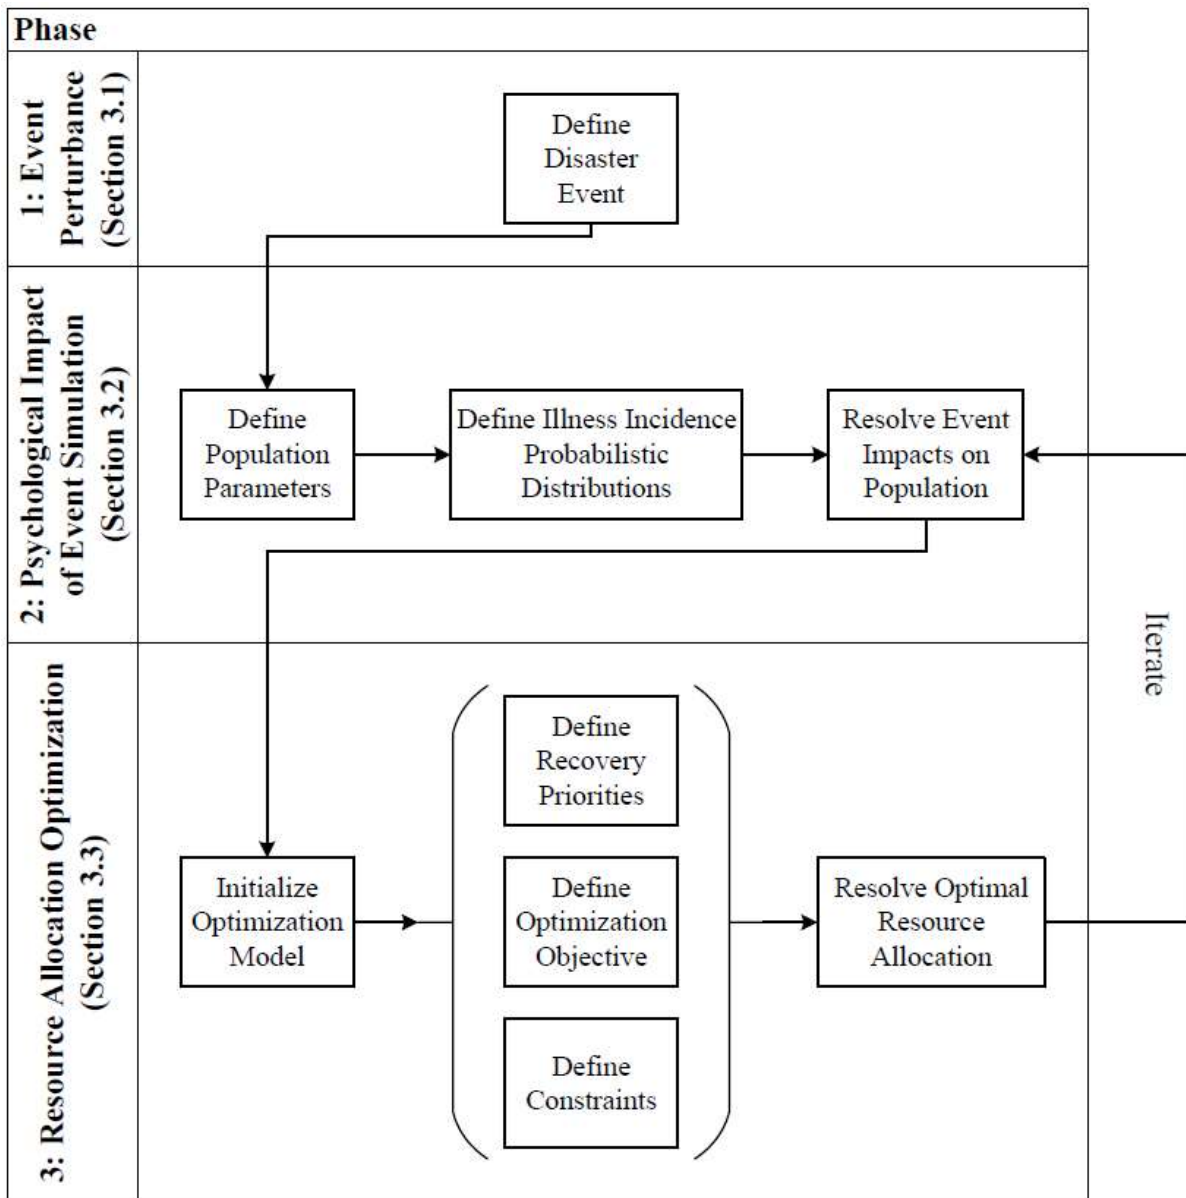 Phase
1: Event
Perturbance
(Section 3.1)
Define
Disaster
Event
2: Psychological Impact
of Event Simulation
(Section 3.2)
Define
Population
Parameters
Define Illness Incidence
Probabilistic
Distributions
Resolve Event
Impacts on
Population
Iterate
3: Resource Allocation Optimization
(Section 3.3)
Initialize
Optimization
Model
Define
Recovery
Priorities
Define
Optimization
Objective
Define
Constraints
Resolve Optimal
Resource
Allocation